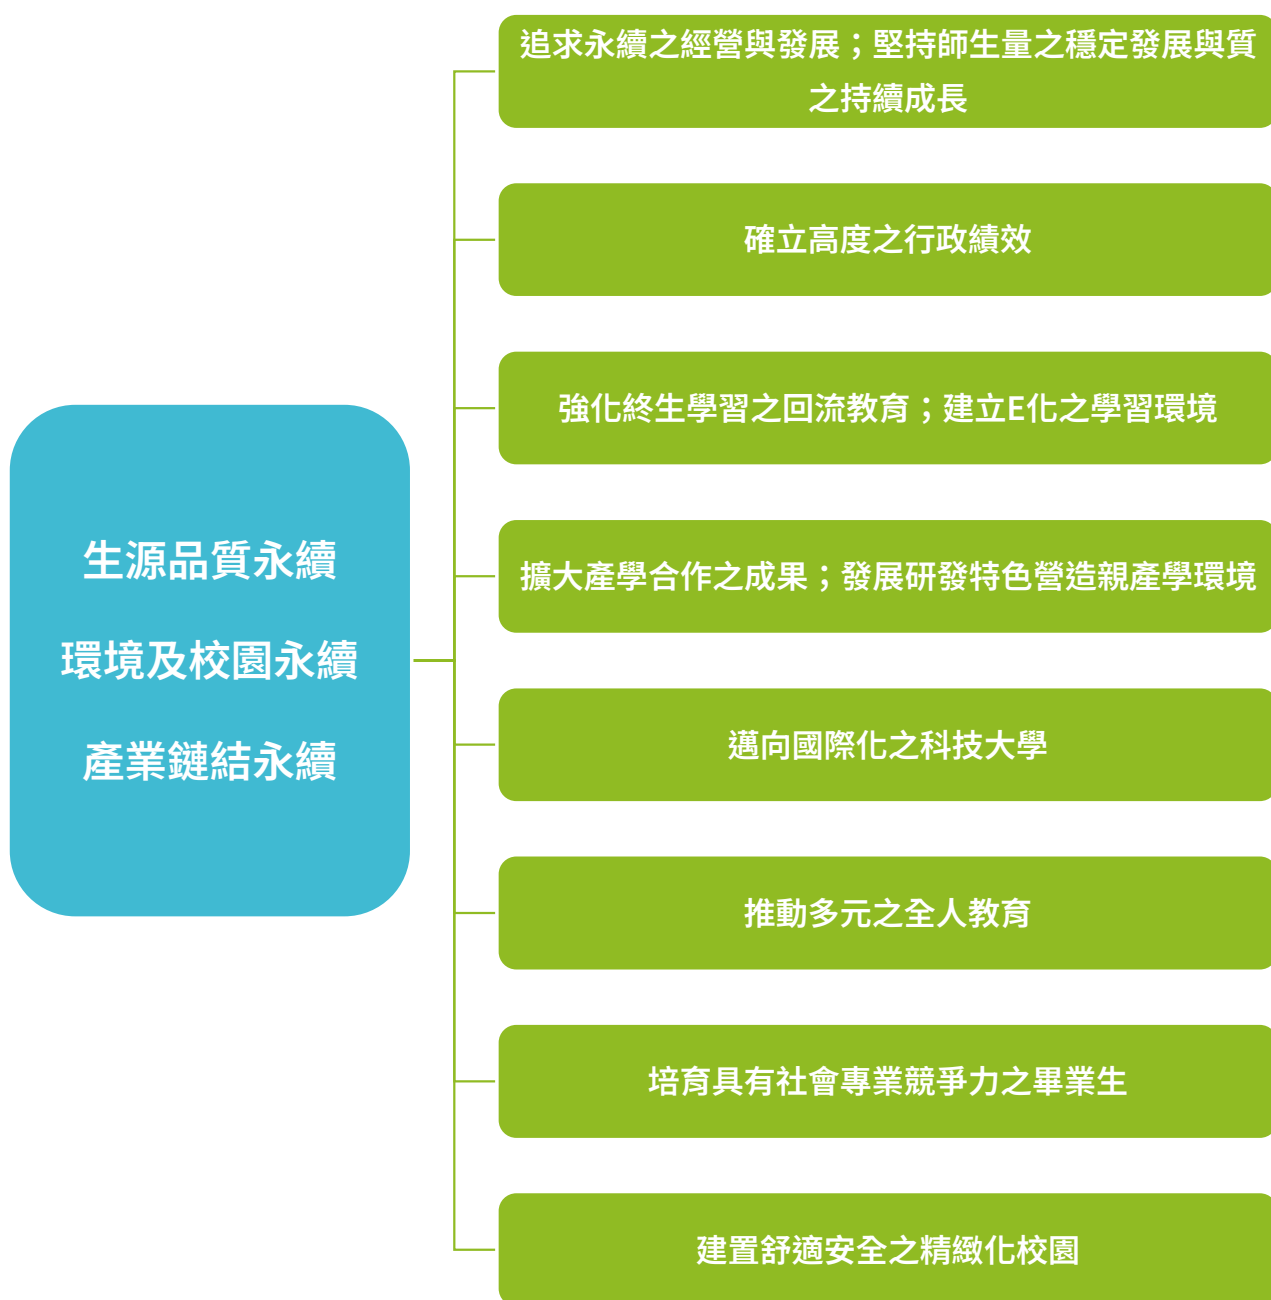 追求永續之經營與發展；堅持師生量之穩定發展與質
之持續成長
確立高度之行政績效
強化終生學習之回流教育；建立E化之學習環境
生源品質永續
環境及校園永續
產業鏈結永續
擴大產學合作之成果；發展研發特色營造親產學環境
邁向國際化之科技大學
推動多元之全人教育
培育具有社會專業競爭力之畢業生
建置舒適安全之精緻化校園